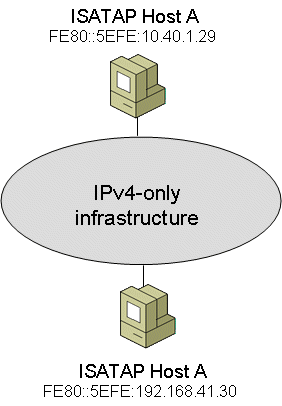 ISATAP Host A
FE80::5EFE:10.40.1.29
IPv4-only
infrastructure
ISATAP Host A
FE80::5EFE:192.168.41.30